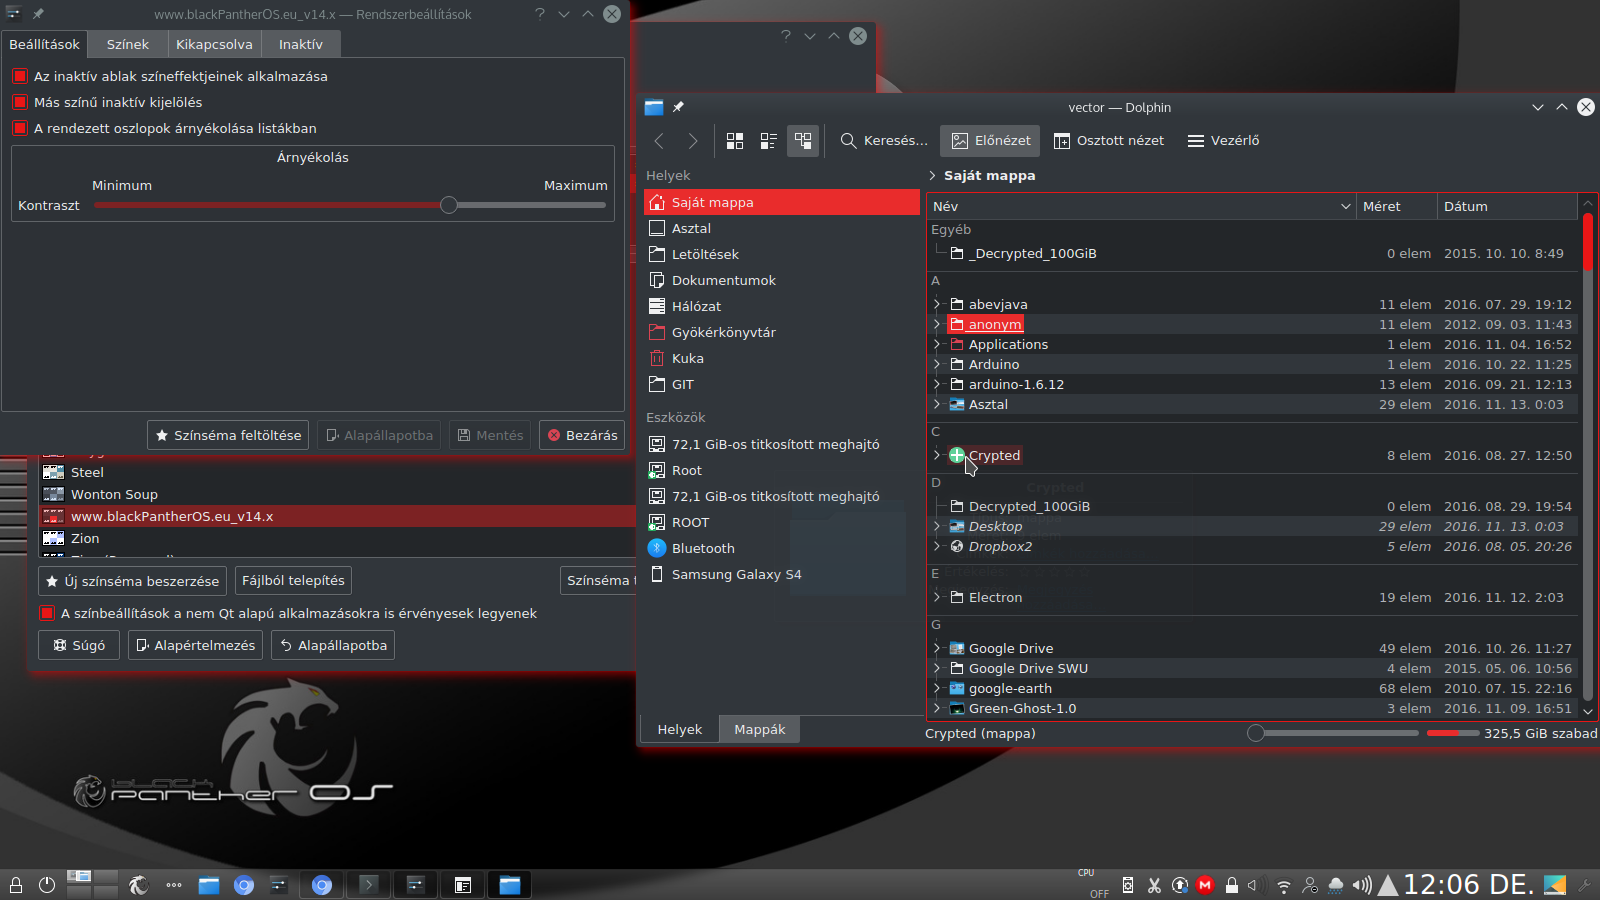 www.blackPantherOS.eu_v14.x — Rendszerbeállítások
Beállítások
Színek
Kikapcsolva
Inaktív
Az inaktív ablak színeffektjeinek alkalmazása
Más színű inaktív kijelölés
A rendezett oszlopok árnyékolása listákban
Árnyékolás
Minimum
Maximum
Kontraszt
Színséma feltöltése
Alapállapotba
Mentés
Bezárás
Steel
Wonton Soup
www.blackPantherOS.eu_v14.x
Zion
Új színséma beszerzése
Fájlból telepítés
Színséma
A színbeállítások a nem Qt alapú alkalmazásokra is érvényesek legyenek
Súgó
Alapértelmezés
Alapállapotba
vector — Dolphin
Keresés...
Előnézet
Osztott nézet
Vezérlő
Helyek
Saját mappa
Asztal
Letöltések
Dokumentumok
Hálózat
Gyökérkönyvtár
Kuka
GIT
Eszközök
72,1 GiB-os titkosított meghajtó
Root
72,1 GiB-os titkosított meghajtó
ROOT
Bluetooth
Samsung Galaxy S4
Helyek
Mappák
Saját mappa
Név Méret Dátum
Egyéb
_Decrypted_100GiB 0 elem 2015. 10. 10. 8:49
A
abevjava 11 elem 2016. 07. 29. 19:12
anonym 11 elem 2012. 09. 03. 11:43
Applications 1 elem 2016. 11. 04. 16:52
Arduino 1 elem 2016. 10. 22. 11:25
arduino-1.6.12 13 elem 2016. 09. 21. 12:13
Asztal 29 elem 2016. 11. 13. 0:03
C
Crypted 8 elem 2016. 08. 27. 12:50
D
Crypted
Decrypted_100GiB 0 elem 2016. 08. 29. 19:54
Desktop 29 elem 2016. 11. 13. 0:03
Dropbox2 5 elem 2016. 08. 05. 20:26
E
Electron 19 elem 2016. 11. 12. 2:03
G
Google Drive 49 elem 2016. 10. 26. 11:27
Google Drive SWU 4 elem 2015. 05. 06. 10:56
google-earth 68 elem 2010. 07. 15. 22:16
Green-Ghost-1.0 3 elem 2016. 11. 09. 16:51
Crypted (mappa)
325,5 GiB szabad
black
Panther OS
CPU
OFF
12:06 DE.